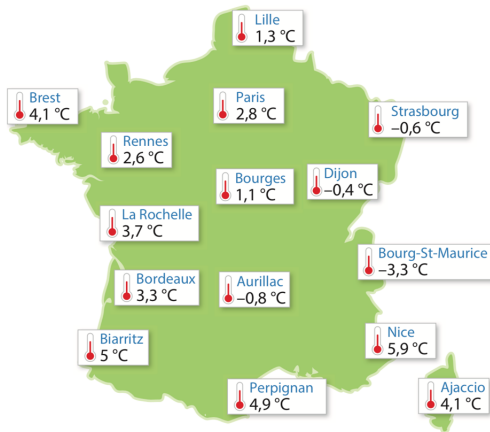 Lille
1,3 °C
Brest
4,1 °C
Paris
2,8 °C
Strasbourg
–0,6 °C
Rennes
2,6 °C
Bourges
1,1 °C
Dijon
–0,4 °C
La Rochelle
3,7 °C
Bourg-St-Maurice
–3,3 °C
Bordeaux
3,3 °C
Aurillac
–0,8 °C
Biarritz
5 °C
Nice
5,9 °C
Perpignan
4,9 °C
Ajaccio
4,1 °C